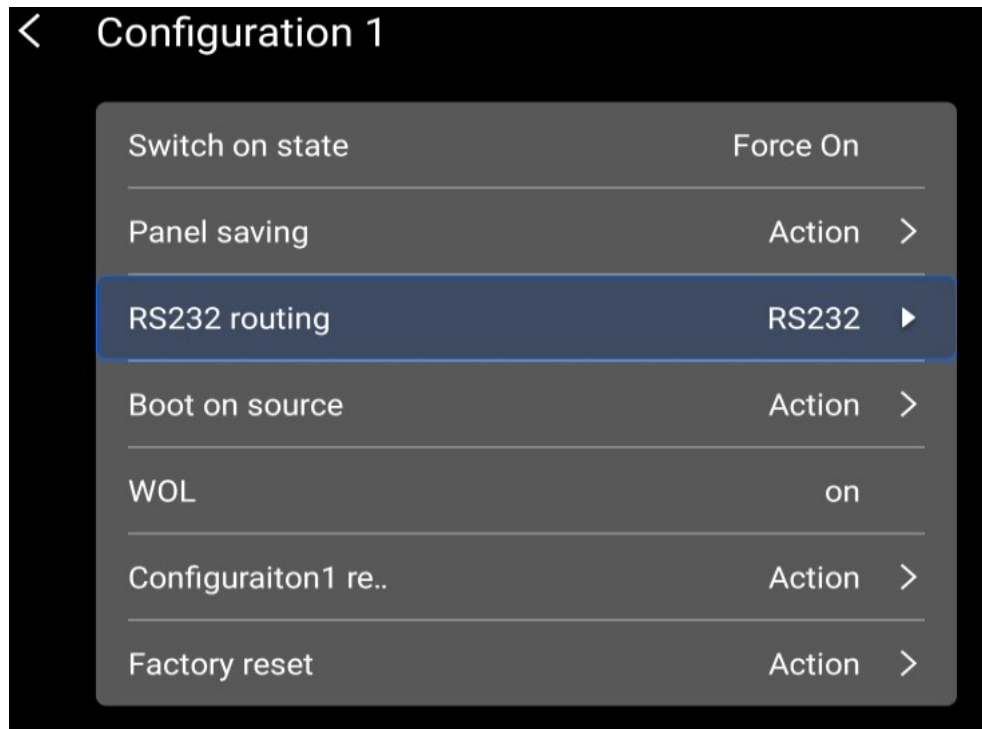 Configuration 1
Switch on state Force On
Panel saving Action
RS232 routing RS232
Boot on source Action
WOL on
Configuraiton1 re..
Action
Factory reset Action